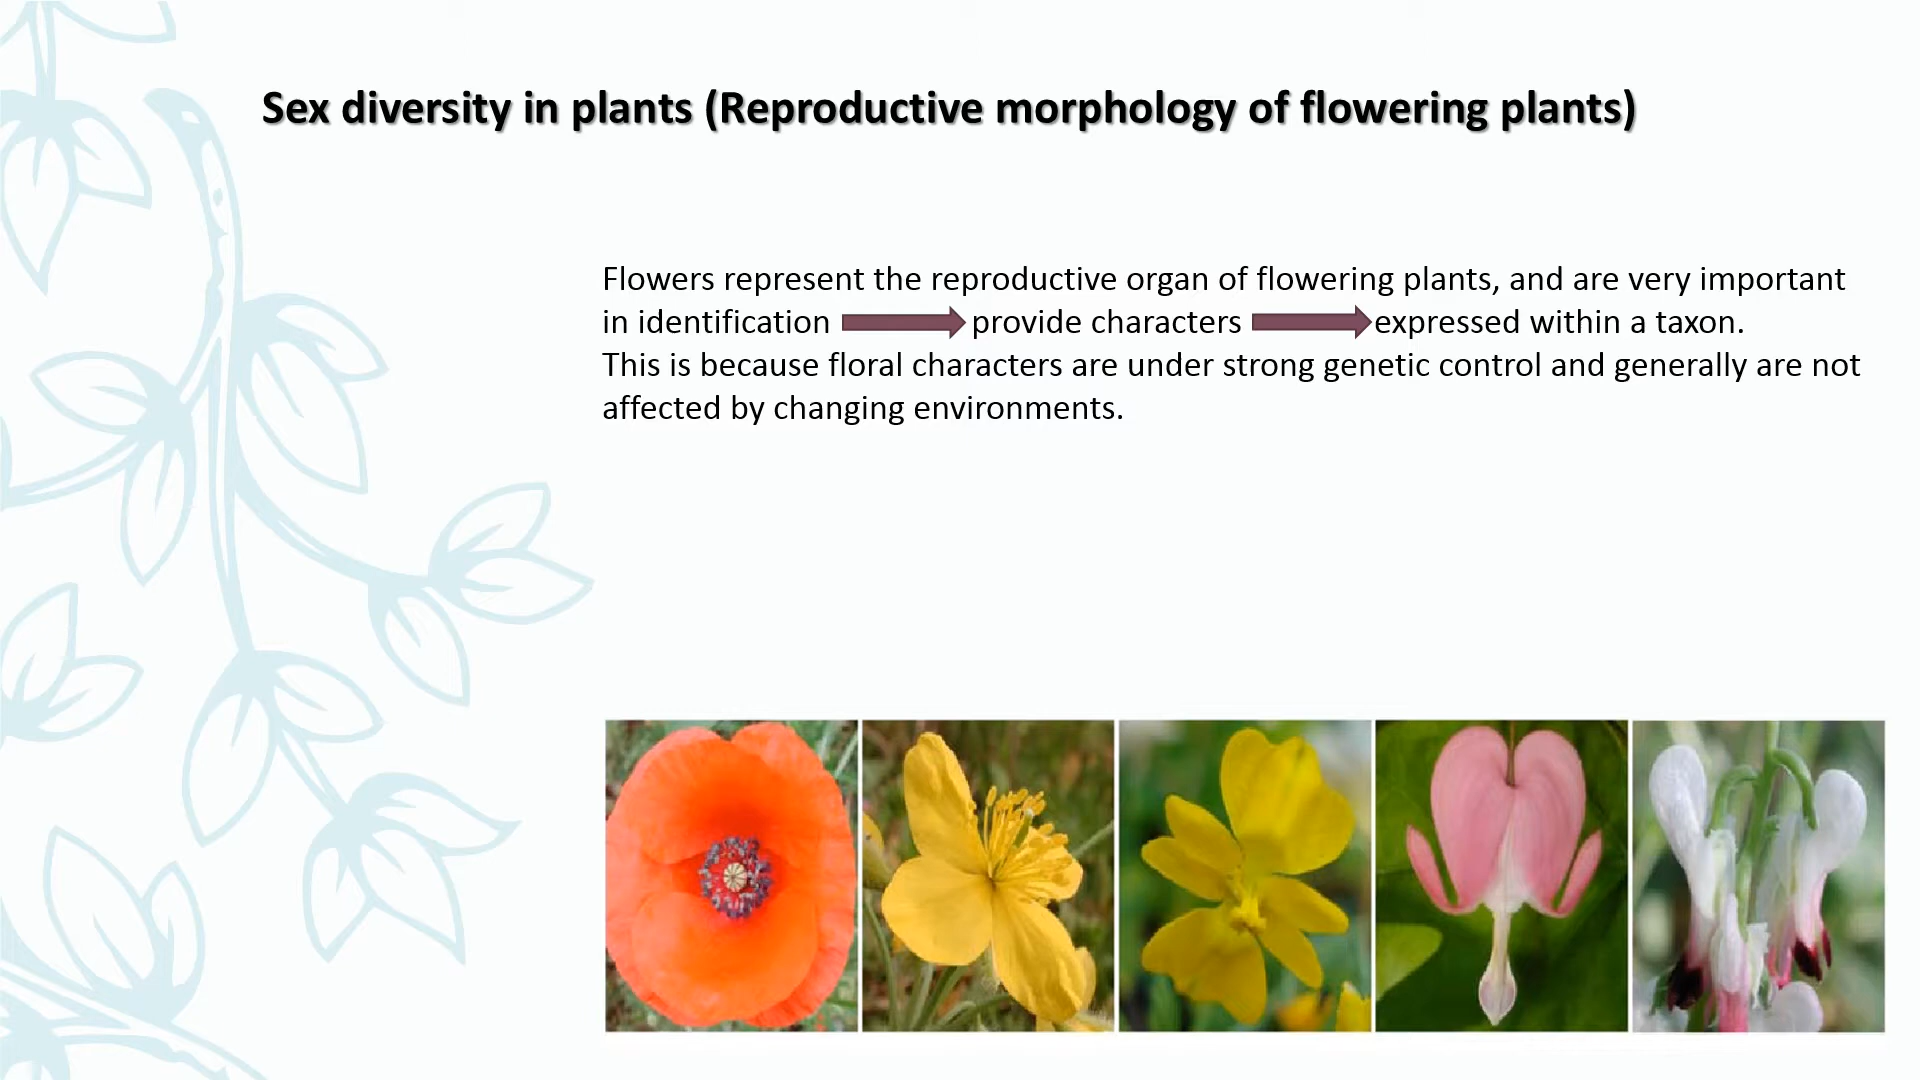 Sex diversity in plants (Reproductive morphology of flowering plants)
Flowers represent the reproductive organ of flowering plants, and are very important
in identification provide characters expressed within a taxon.
This is because floral characters are under strong genetic control and generally are not
affected by changing environments.